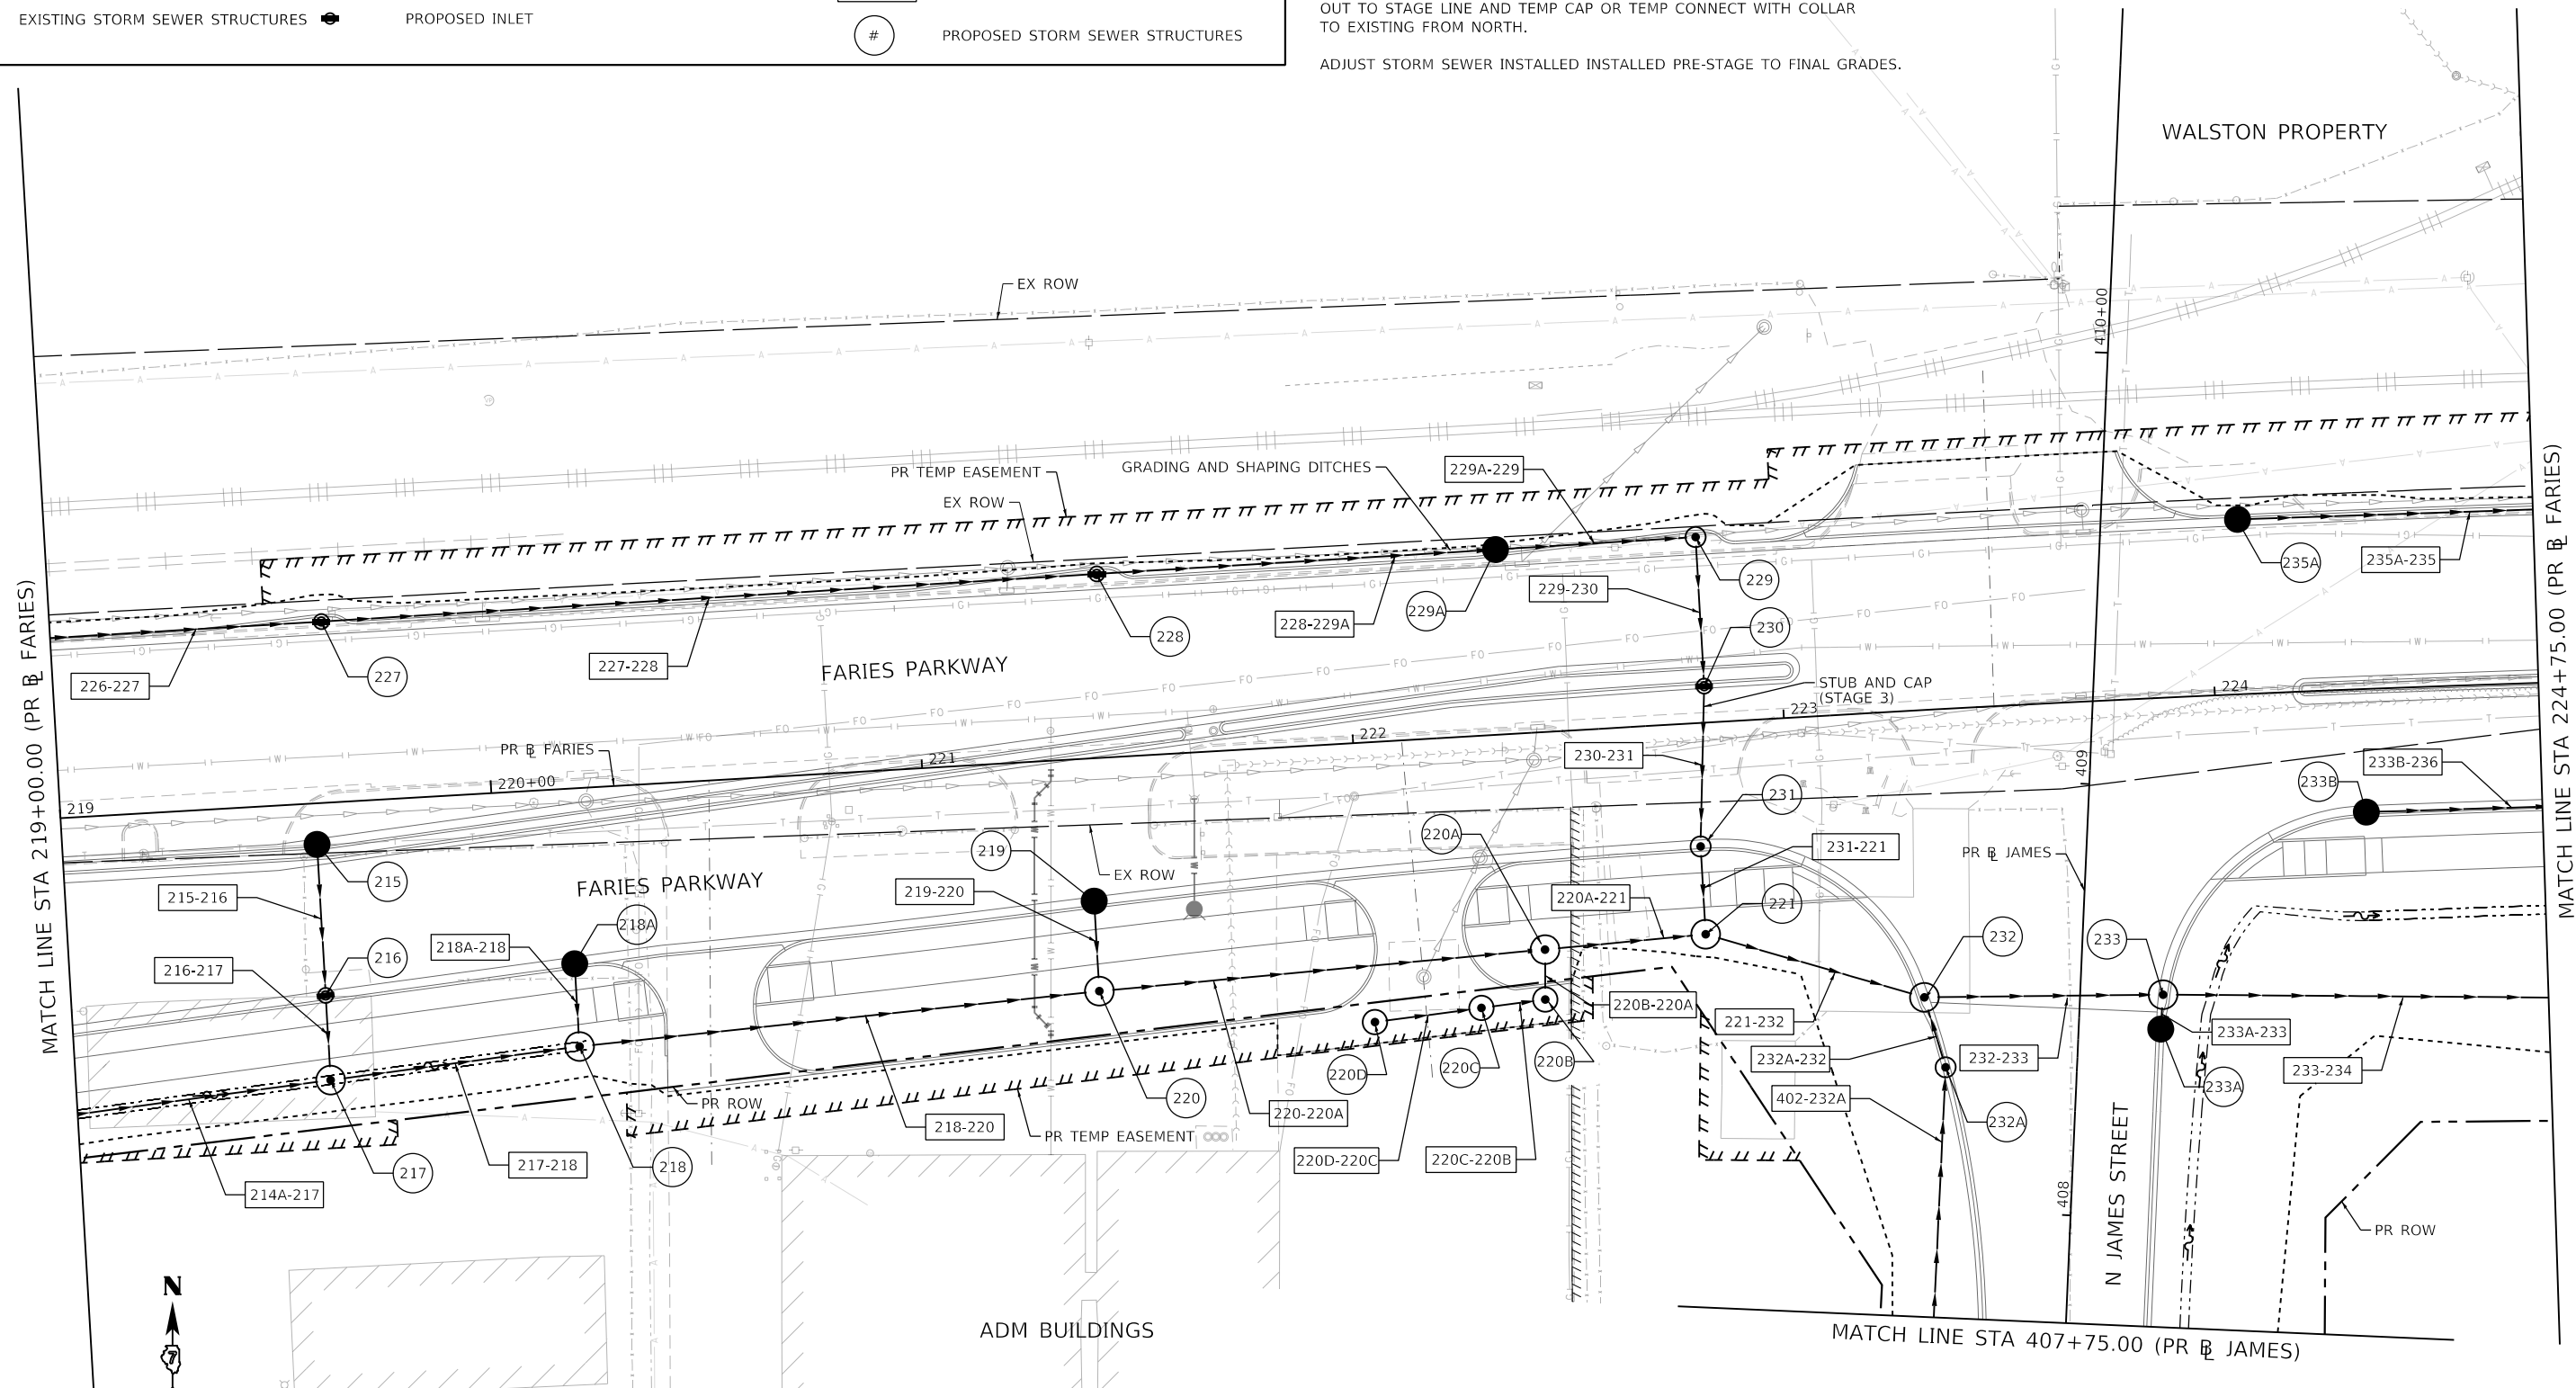 EXISTING STORM SEWER STRUCTURES
PROPOSED INLET
#
PROPOSED STORM SEWER STRUCTURES
OUT TO STAGE LINE AND TEMP CAP OR TEMP CONNECT WITH COLLAR
TO EXISTING FROM NORTH.
ADJUST STORM SEWER INSTALLED INSTALLED PRE-STAGE TO FINAL GRADES.
WALSTON PROPERTY
EX ROW
410+00
PR TEMP EASEMENT
GRADING AND SHAPING DITCHES
229A-229
EX ROW
235A
235A-235
229
229-230
229A
228-229A
230
228
227-228
227
226-227
FARIES PARKWAY
STUB AND CAP
(STAGE 3)
224
223
222
221
220+00
219
PR BL FARIES
230-231
409
233B-236
233B
231
220A
219
231-221
PR BL JAMES
EX ROW
215
FARIES PARKWAY
219-220
215-216
220A-221
221
218A
218A-218
232
233
216
216-217
220B-220A
221-232
233A-233
232A-232
232-233
233-234
220D
220C
220B
233A
402-232A
220
PR ROW
220-220A
232A
218-220
PR TEMP EASEMENT
220D-220C
220C-220B
217-218
218
217
214A-217
408
N JAMES STREET
PR ROW
N
7
ADM BUILDINGS
MATCH LINE STA 219+00.00 (PR BL FARIES)
MATCH LINE STA 224+75.00 (PR BL FARIES)
MATCH LINE STA 407+75.00 (PR BL JAMES)